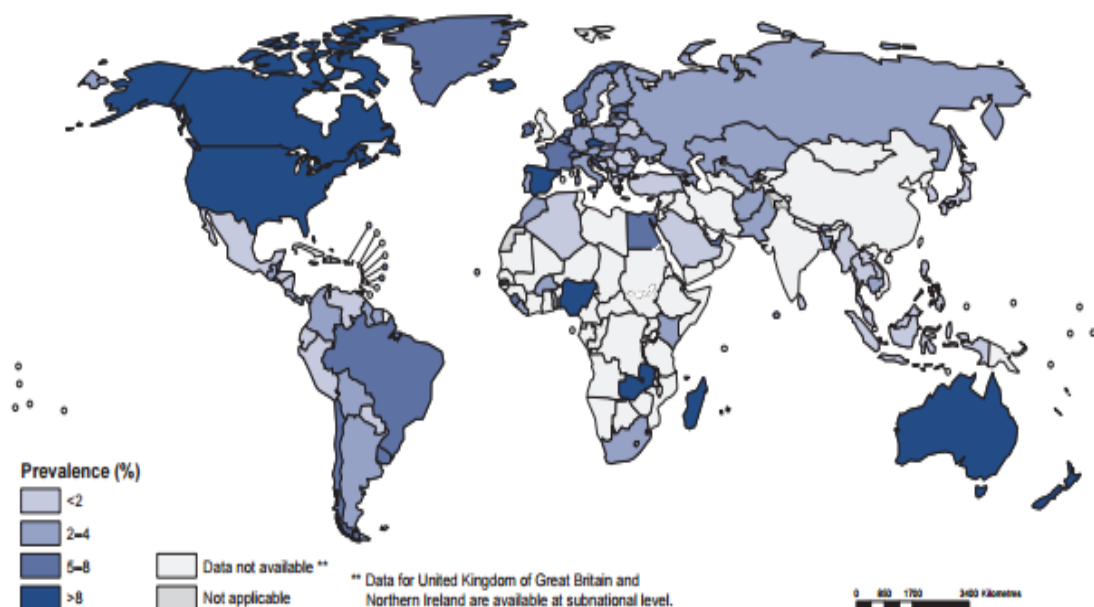 Prevalence (%)
<2
2–4
5–8
>8
Data not available **
Not applicable
** Data for United Kingdom of Great Britain and
Northern Ireland are available at subnational level.
0 850 1700 3400 Kilometres